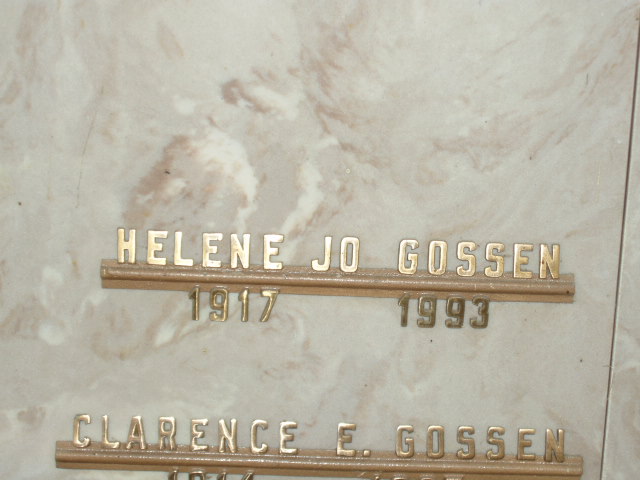 HELENE JO GOSSEN
1917 1993
CLARENCE E. GOSSEN